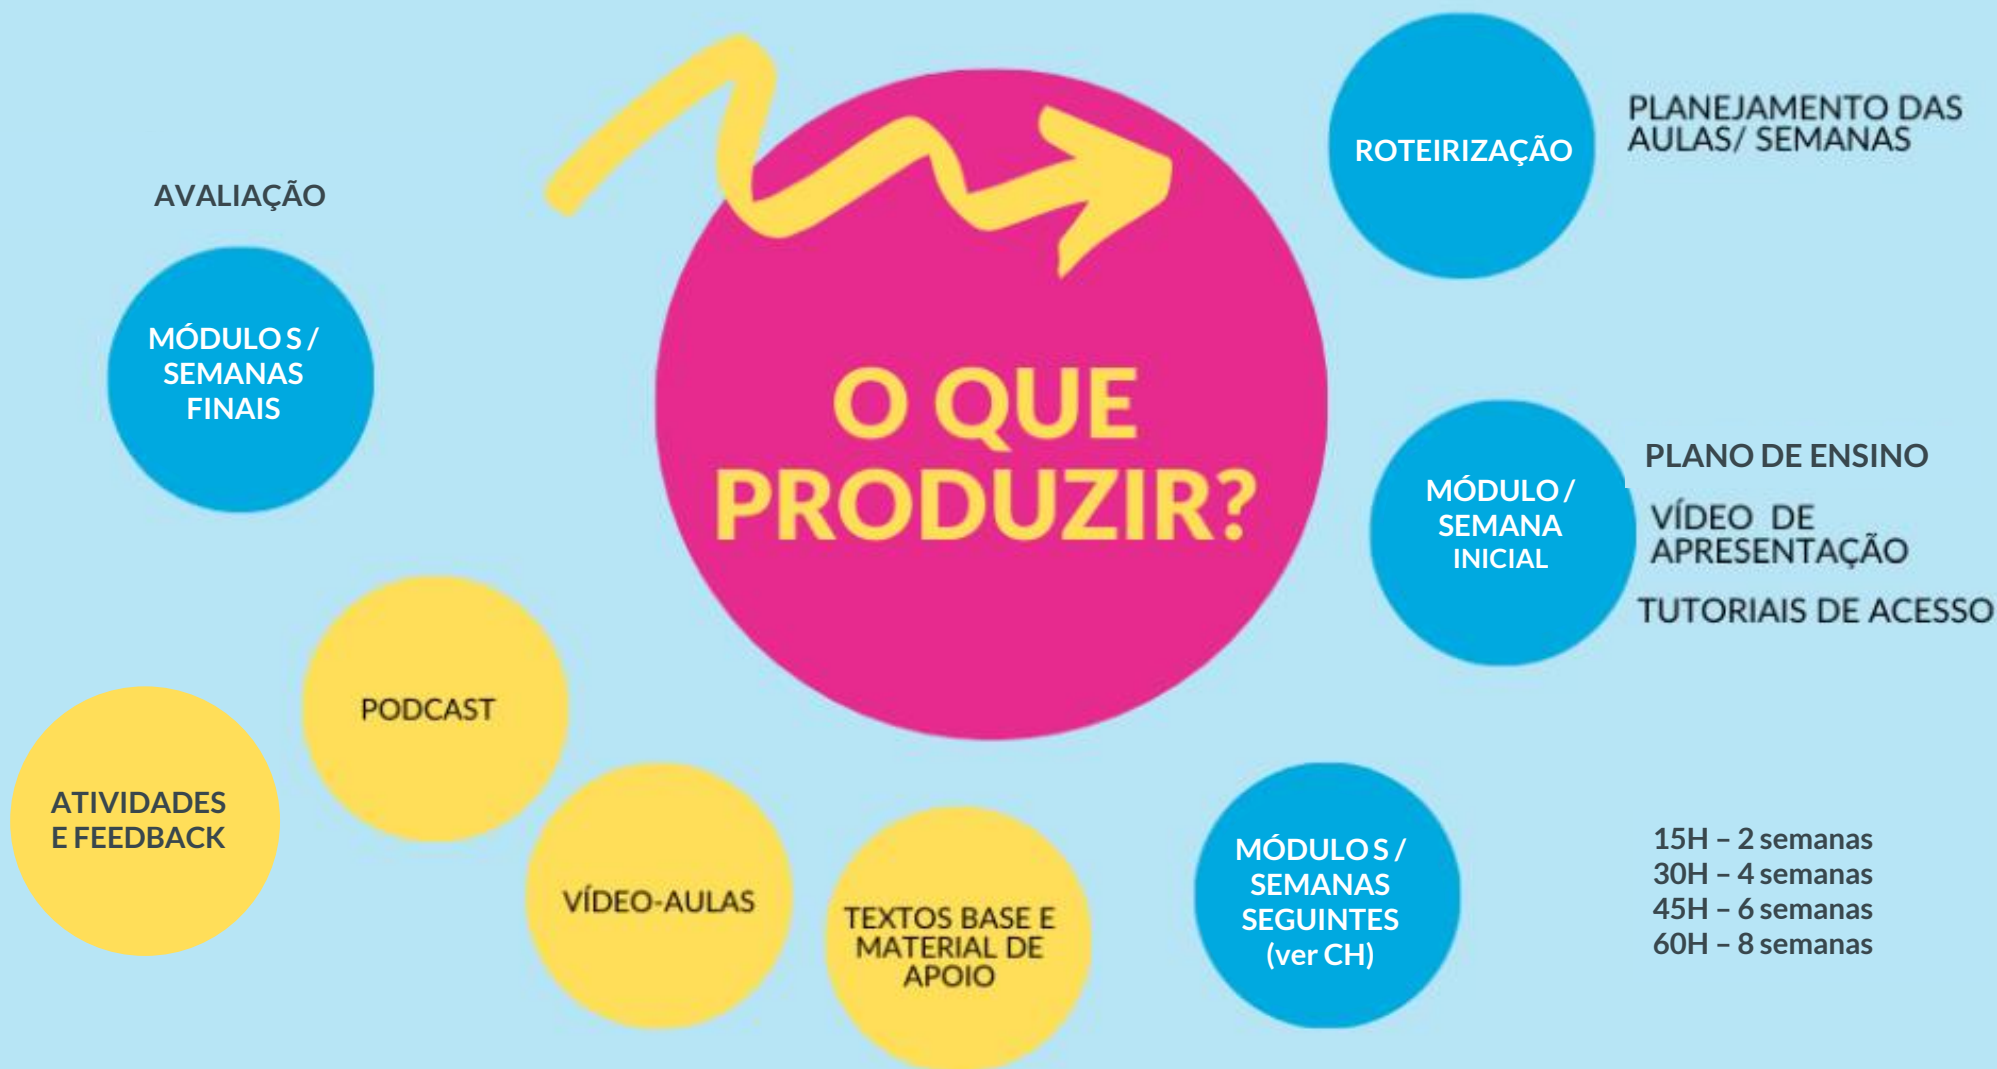 O QUE
PRODUZIR?
ROTEIRIZAÇÃO
PLANEJAMENTO DAS
AULAS/ SEMANAS
MÓDULO /
SEMANA
INICIAL
PLANO DE ENSINO
VÍDEO DE
APRESENTAÇÃO
TUTORIAIS DE ACESSO
MÓDULO S /
SEMANAS
SEGUINTES
(ver CH)
15H – 2 semanas
30H – 4 semanas
45H – 6 semanas
60H – 8 semanas
TEXTOS BASE E
MATERIAL DE
APOIO
VÍDEO-AULAS
PODCAST
ATIVIDADES
E FEEDBACK
AVALIAÇÃO
MÓDULO S /
SEMANAS
FINAIS